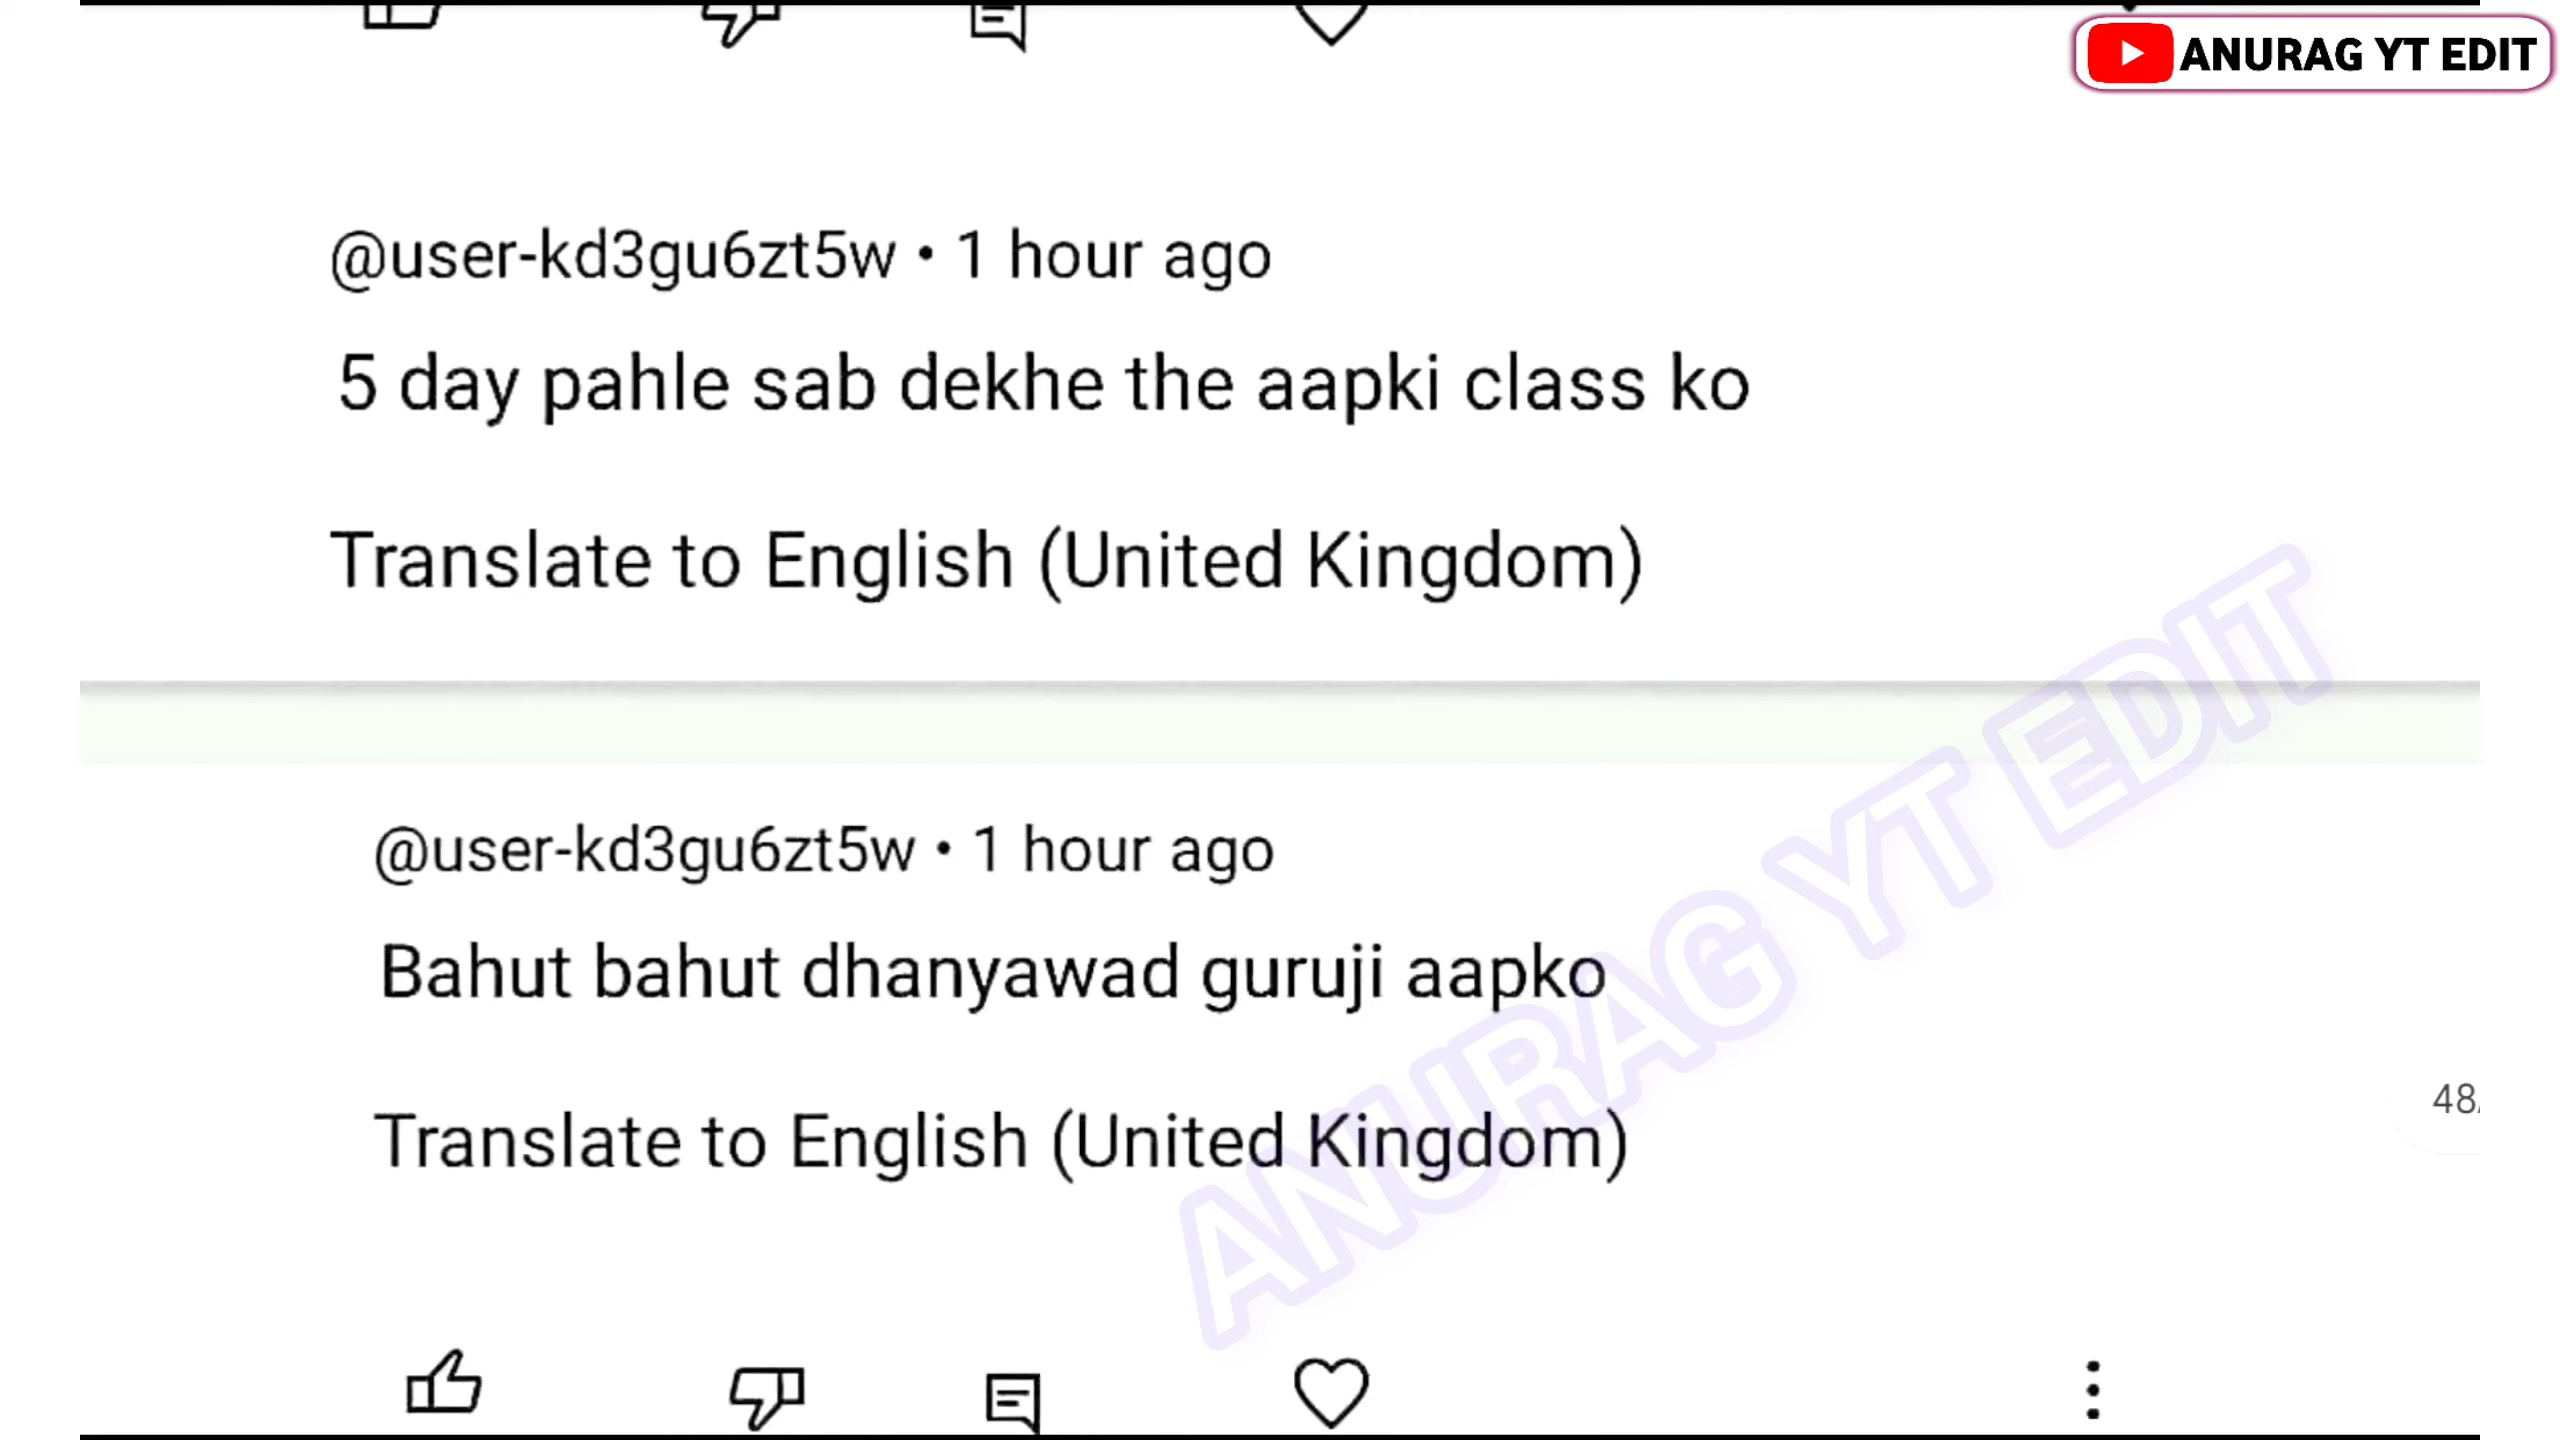 ANURAG YT EDIT
@user-kd3gu6zt5w • 1 hour ago
5 day pahle sab dekhe the aapki class ko
Translate to English (United Kingdom)
@user-kd3gu6zt5w • 1 hour ago
Bahut bahut dhanyawad guruji aapko
Translate to English (United Kingdom)
ANURAG YT EDIT
48